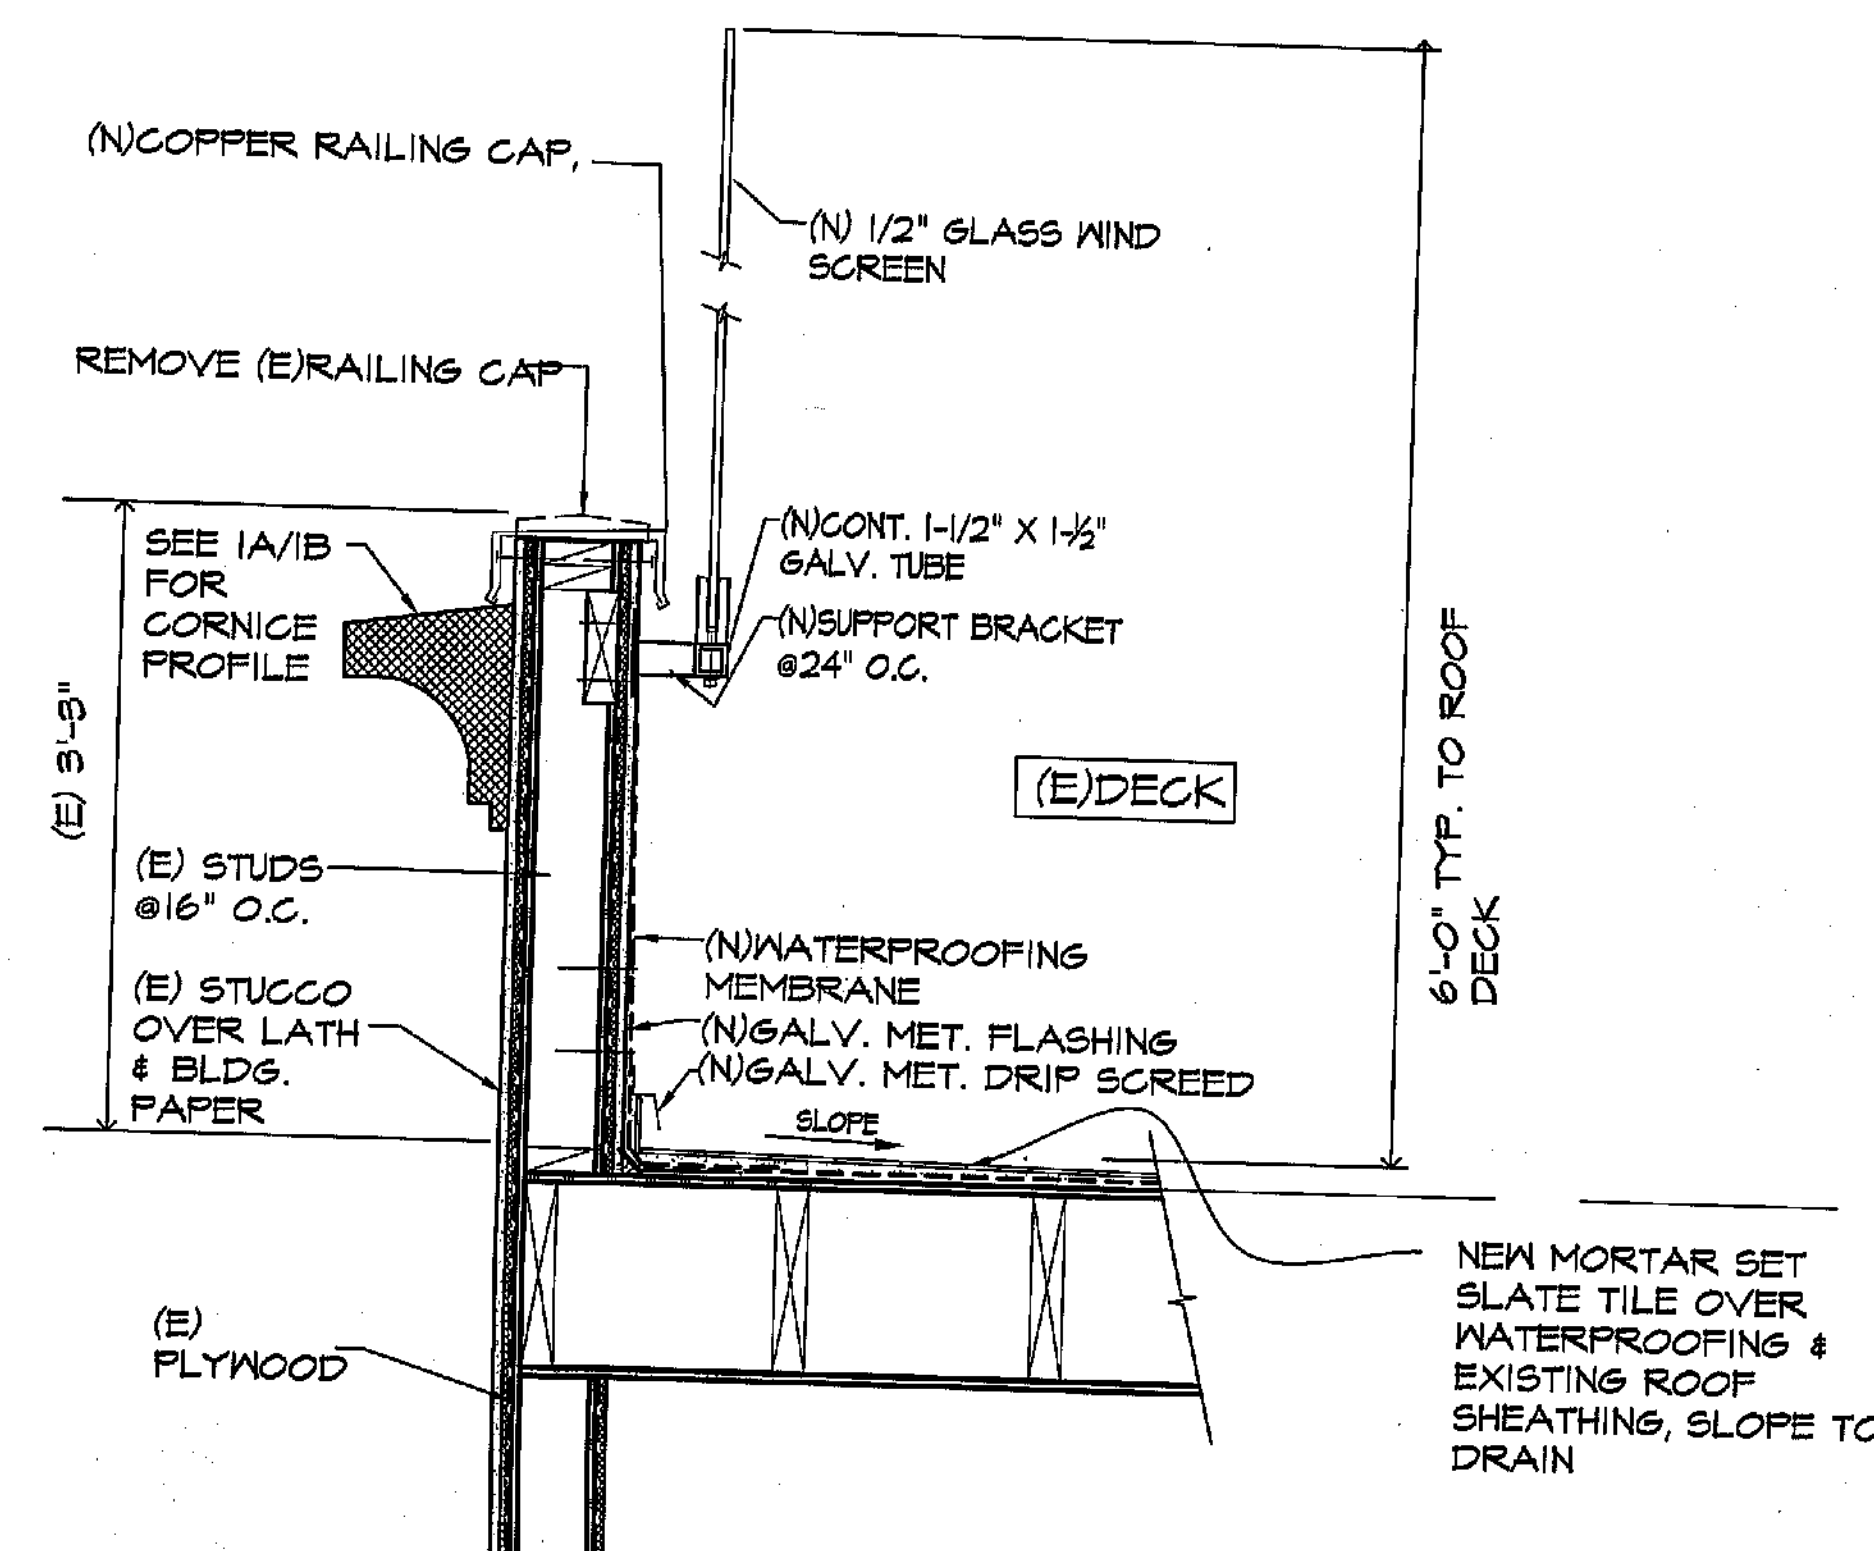 (N)COPPER RAILING CAP,
(N) 1/2" GLASS WIND
SCREEN
REMOVE (E)RAILING CAP
SEE 1A/1B
FOR
CORNICE
PROFILE
(N)CONT. 1-1/2" X 1-½"
GALV. TUBE
(N)SUPPORT BRACKET
@24" O.C.
(E) 3'-3"
6'-0" TYP. TO ROOF
DECK
(E)DECK
(E) STUDS
@16" O.C.
(N)WATERPROOFING
MEMBRANE
(E) STUCCO
OVER LATH
& BLDG.
PAPER
(N)GALV. MET. FLASHING
(N)GALV. MET. DRIP SCREED
SLOPE
NEW MORTAR SET
SLATE TILE OVER
WATERPROOFING &
EXISTING ROOF
SHEATHING, SLOPE TO
DRAIN
(E)
PLYWOOD